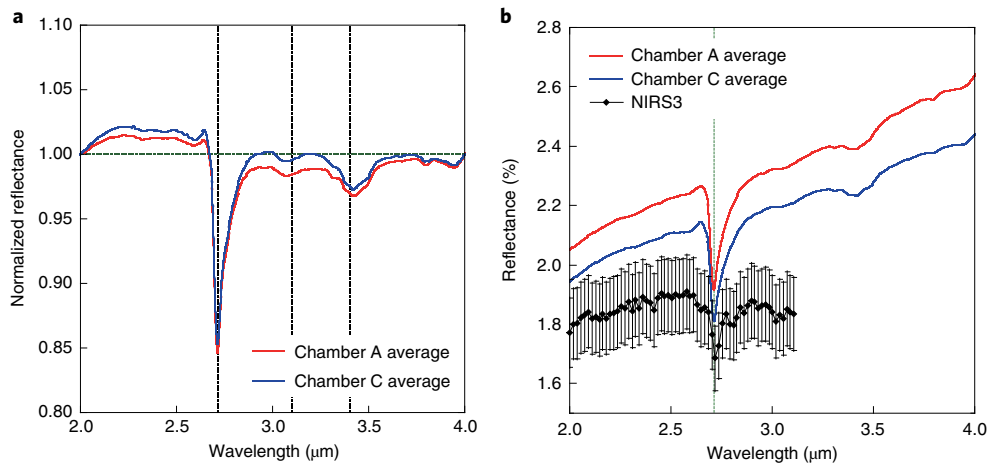 a
1.10
1.05
1.00
0.95
0.90
0.85
0.80
Normalized reflectance
Chamber A average
Chamber C average
2.0 2.5 3.0 3.5 4.0
Wavelength (μm)
b
2.8
2.6
2.4
2.2
2.0
1.8
1.6
Reflectance (%)
Chamber A average
Chamber C average
NIRS3
2.0 2.5 3.0 3.5 4.0
Wavelength (μm)